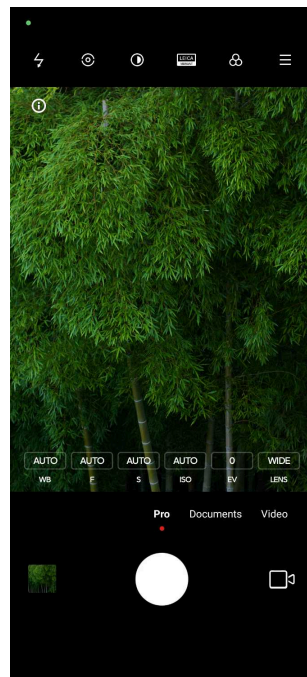 LEICA
AUTO AUTO AUTO AUTO 0 WIDE
WB F S ISO EV LENS
Pro Documents Video